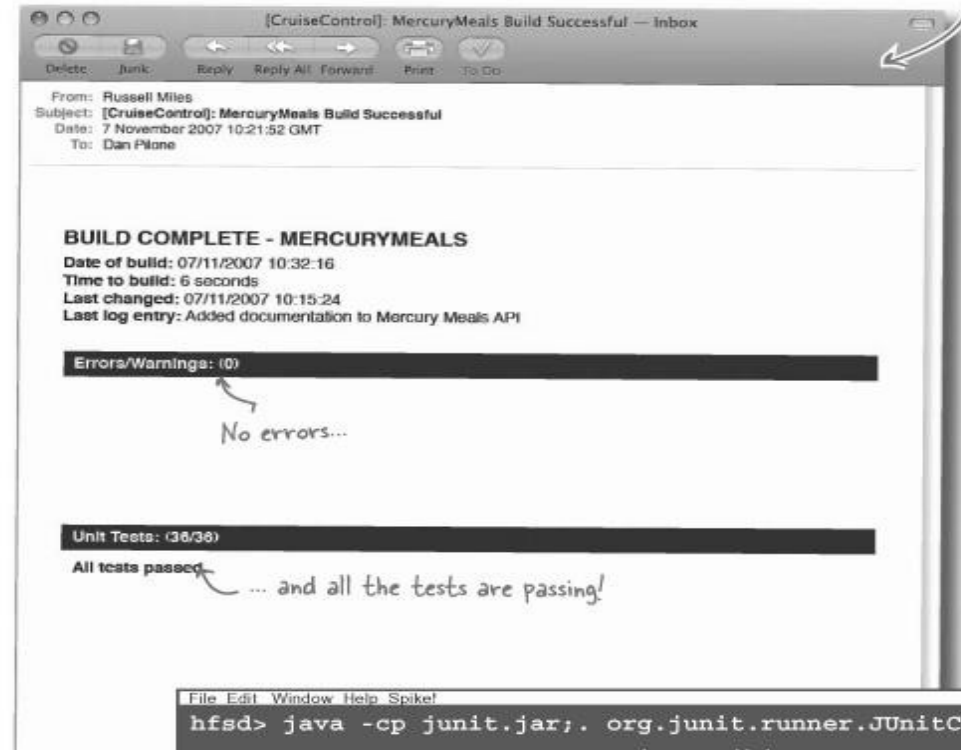 [CruiseControl]: MercuryMeals Build Successful — Inbox
Delete Junk Reply Reply All Forward Print To Do
From: Russell Miles
Subject: [CruiseControl]: MercuryMeals Build Successful
Date: 7 November 2007 10:21:52 GMT
To: Dan Pilone
BUILD COMPLETE - MERCURYMEALS
Date of build: 07/11/2007 10:32:16
Time to build: 6 seconds
Last changed: 07/11/2007 10:15:24
Last log entry: Added documentation to Mercury Meals API
Errors/Warnings: (0)
No errors...
Unit Tests: (36/36)
All tests passed
... and all the tests are passing!
File Edit Window Help Spike!
hfsd> java -cp junit.jar;. org.junit.runner.JUnitC